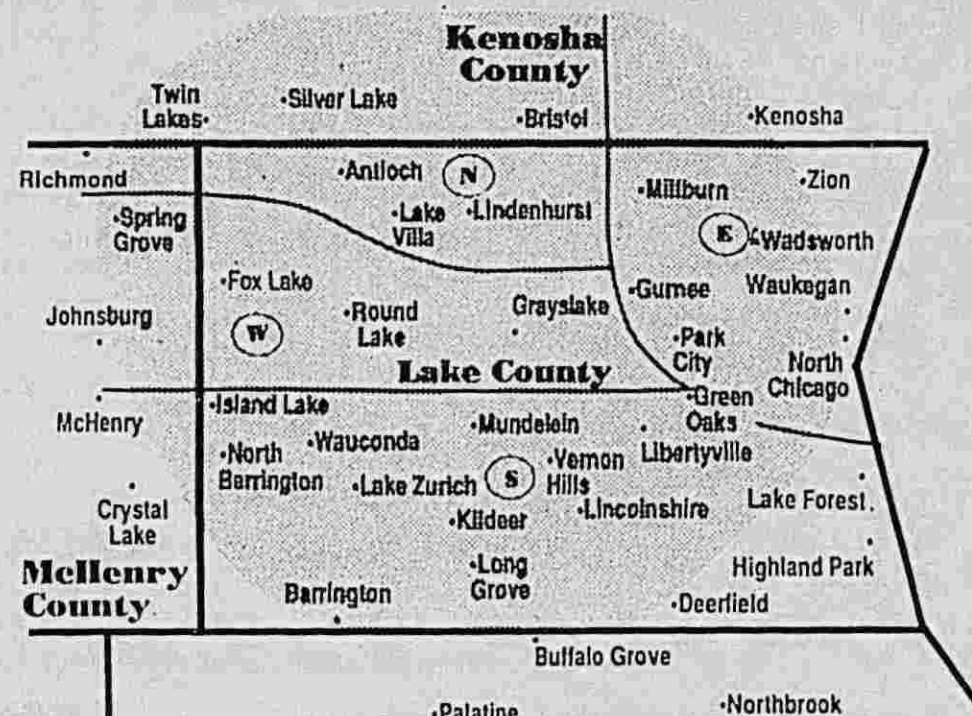 Kenosha
County
Twin
Lakes
Silver Lake
Bristol
Kenosha
Richmond
Antioch
N
Millburn
Zion
Spring
Grove
Lake
Villa
Lindenhurst
E
Wadsworth
Fox Lake
Gurnee
Waukegan
Johnsburg
W
Round
Lake
Grayslake
Park
City
North
Chicago
Lake County
Island Lake
Green
Oaks
McHenry
Mundelein
North
Barrington
Wauconda
Vernon
Hills
Libertyville
Lake Zurich
S
Crystal
Lake
Kildeer
Lincolnshire
Lake Forest
McHenry
County
Long
Grove
Highland Park
Barrington
Deerfield
Buffalo Grove
Palatine
Northbrook